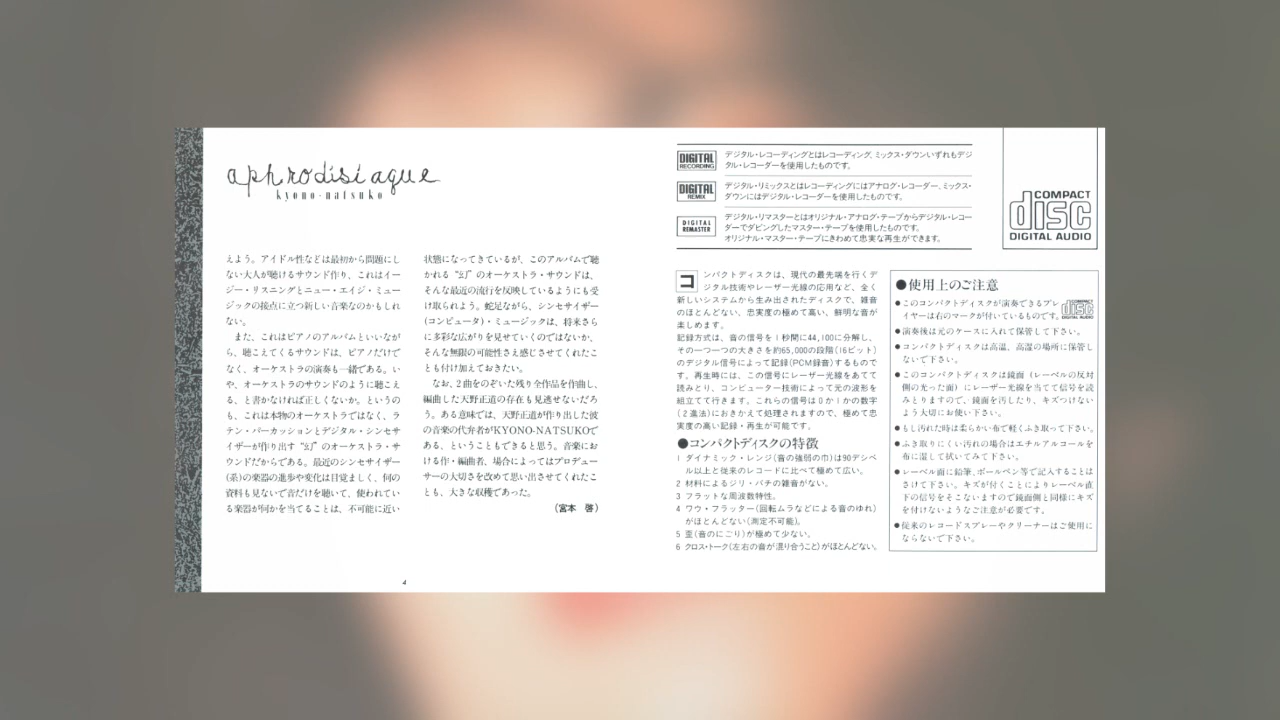 aphrodisiaque
kyono-natsuko
えよう。アイドル性などは最初から問題にし
ない大人が聴けるサウンド作り、これはイー
ジー・リスニングとニュー・エイジ・ミュー
ジックの接点に立つ新しい音楽なのかもしれ
ない。
また、これはピアノのアルバムといいなが
ら、聴こえてくるサウンドは、ピアノだけで
なく、オーケストラの演奏も一緒である。い
や、オーケストラのサウンドのように聴こえ
る、と書かなければ正しくないか。というの
も、これは本物のオーケストラではなく、ラ
テン・パーカッションとデジタル・シンセサ
イザーが作り出す“幻”のオーケストラ・サ
ウンドだからである。最近のシンセサイザー
(系)の楽器の進歩や変化は目覚ましく、何の
資料も見ないで音だけを聴いて、使われてい
る楽器が何かを当てることは、不可能に近い
状態になってきているが、このアルバムで聴
かれる“幻”のオーケストラ・サウンドは、
そんな最近の流行を反映しているようにも受
け取られよう。蛇足ながら、シンセサイザー
(コンピュータ)・ミュージックは、将来さら
に多彩な広がりを見せていくのではないか、
そんな無限の可能性さえ感じさせてくれたこ
とも付け加えておきたい。
なお、2曲をのぞいた残り全作品を作曲し、
編曲した天野正道の存在も見逃せないだろ
う。ある意味では、天野正道が作り出した彼
の音楽の代弁者がKYONO-NATSUKOで
ある、ということもできると思う。音楽にお
ける作・編曲者、場合によってはプロデュー
サーの大切さを改めて思い出させてくれたこ
とも、大きな収穫であった。
(宮本 啓)
4
DIGITAL RECORDING
デジタル・レコーディングとはレコーディング、ミックス・ダウンいずれもデジ
タル・レコーダーを使用したものです。
DIGITAL REMIX
デジタル・リミックスとはレコーディングにはアナログ・レコーダー、ミックス・
ダウンにはデジタル・レコーダーを使用したものです。
DIGITAL REMASTER
デジタル・リマスターとはオリジナル・アナログ・テープからデジタル・レコー
ダーでダビングしたマスター・テープを使用したものです。
オリジナル・マスター・テープにきわめて忠実な再生ができます。
COMPACT
disc
DIGITAL AUDIO
コンパクトディスクは、現代の最先端を行くデ
ジタル技術やレーザー光線の応用など、全く
新しいシステムから生み出されたディスクで、雑音
のほとんどない、忠実度の極めて高い、鮮明な音が
楽しめます。
記録方式は、音の信号を1秒間に44,100に分解し、
その一つ一つの大きさを約65,000の段階(16ビット)
のデジタル信号によって記録(PCM録音)するもので
す。再生時には、この信号にレーザー光線をあてて
読みとり、コンピューター技術によって元の波形を
組立てて行きます。これらの信号は0か1かの数字
(2進法)におきかえて処理されますので、極めて忠
実度の高い記録・再生が可能です。
●コンパクトディスクの特徴
1 ダイナミック・レンジ(音の強弱の巾)は90デシベ
ル以上と従来のレコードに比べて極めて広い。
2 材料によるジリ・パチの雑音がない。
3 フラットな周波数特性。
4 ワウ・フラッター(回転ムラなどによる音のゆれ)
がほとんどない(測定不可能)。
5 歪(音のにごり)が極めて少ない。
6 クロス・トーク(左右の音が混り合うこと)がほとんどない。
●使用上のご注意
●このコンパクトディスクが演奏できるプレ
イヤーは右のマークが付いているものです。
disc
DIGITAL AUDIO
●演奏後は元のケースに入れて保管して下さい。
●コンパクトディスクは高温、高湿の場所に保管し
ないで下さい。
●このコンパクトディスクは鏡面(レーベルの反対
側の光った面)にレーザー光線を当てて信号を読
みとりますので、鏡面を汚したり、キズつけない
よう大切にお使い下さい。
●もし汚れた時は柔らかい布で軽くふき取って下さい。
●ふき取りにくい汚れの場合はエチルアルコールを
布に湿して拭いてみて下さい。
●レーベル面に鉛筆、ボールペン等で記入することは
さけて下さい。キズが付くことによりレーベル直
下の信号をそこないますので鏡面側と同様にキズ
を付けないようなご注意が必要です。
●従来のレコードスプレーやクリーナーはご使用に
ならないで下さい。